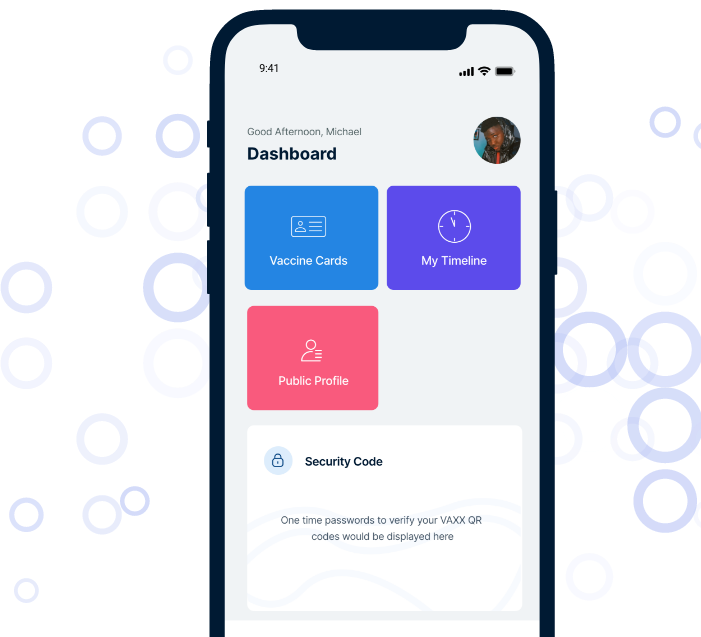 9:41
Good Afternoon, Michael
Dashboard
Vaccine Cards
My Timeline
Public Profile
Security Code
One time passwords to verify your VAXX QR
codes would be displayed here